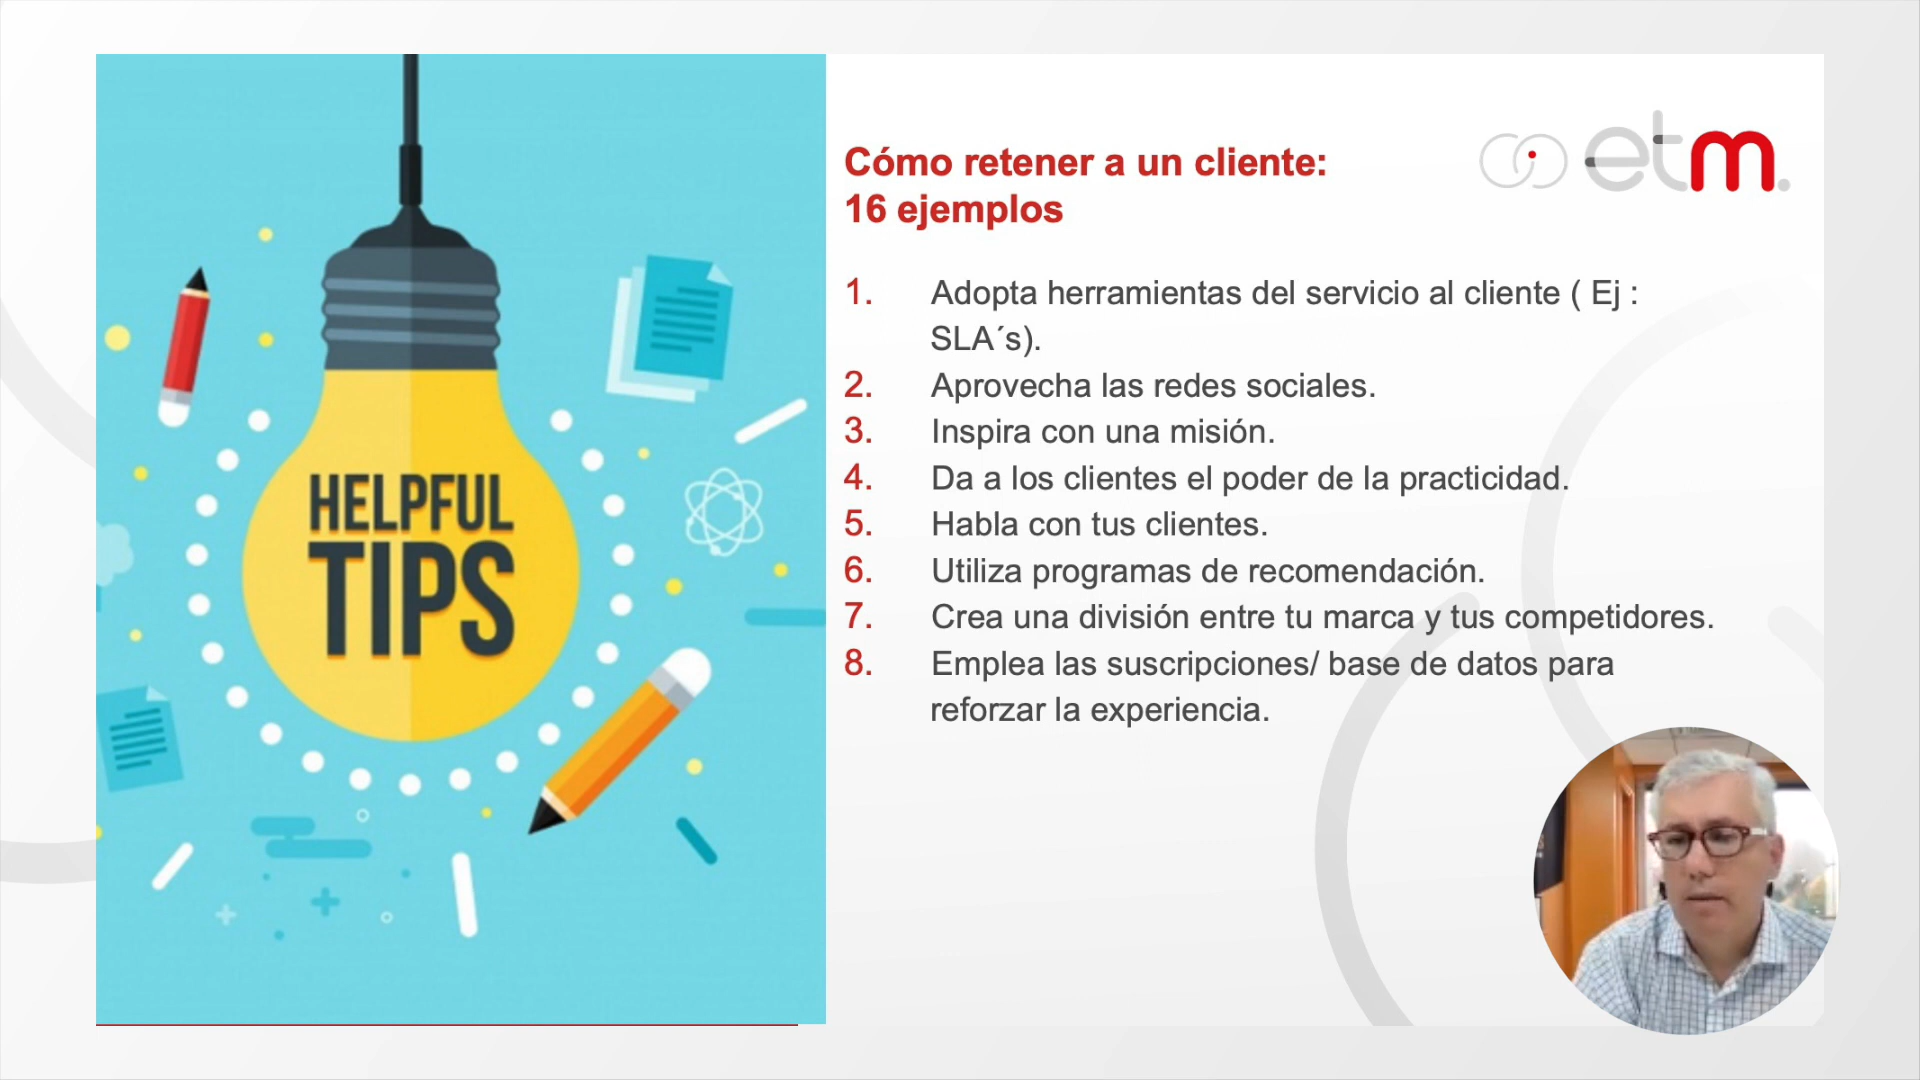 HELPFUL
TIPS
etm.
Cómo retener a un cliente:
16 ejemplos
1. Adopta herramientas del servicio al cliente ( Ej :
SLA´s).
2. Aprovecha las redes sociales.
3. Inspira con una misión.
4. Da a los clientes el poder de la practicidad.
5. Habla con tus clientes.
6. Utiliza programas de recomendación.
7. Crea una división entre tu marca y tus competidores.
8. Emplea las suscripciones/ base de datos para
reforzar la experiencia.